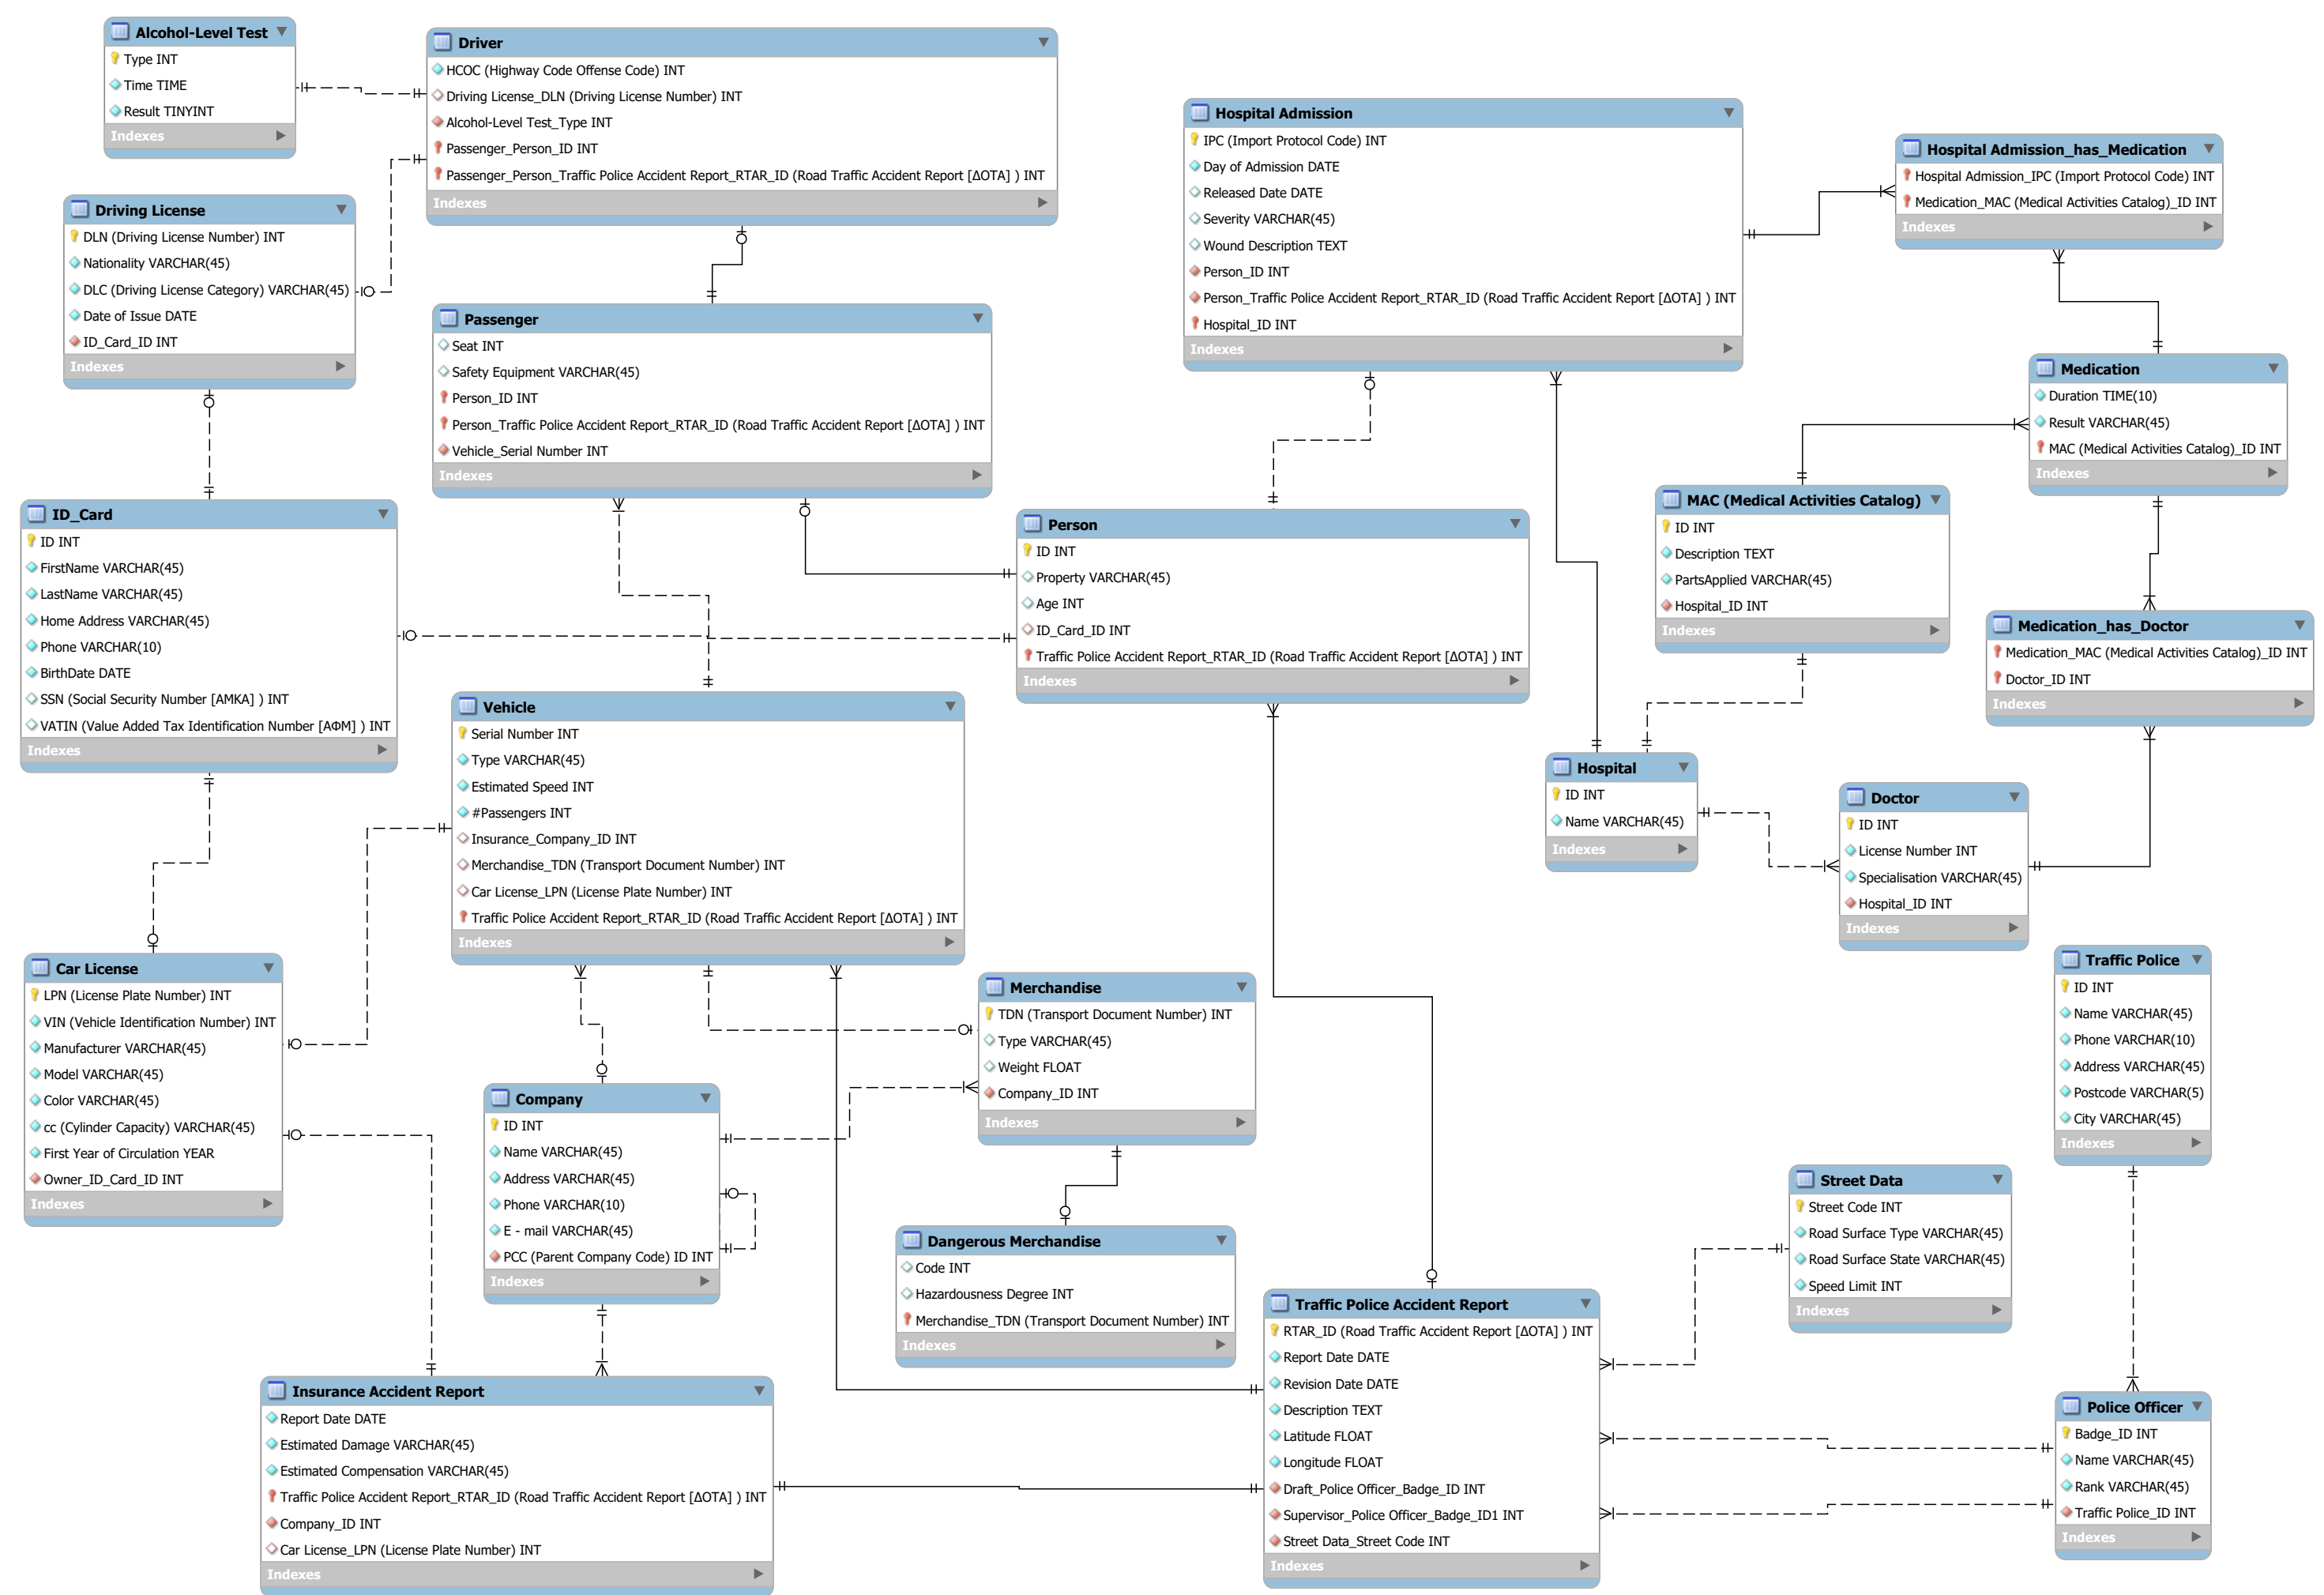 Alcohol-Level Test
Type INT
Time TIME
Result TINYINT
Indexes
Driver
HCOC (Highway Code Offense Code) INT
Driving License_DLN (Driving License Number) INT
Alcohol-Level Test_Type INT
Passenger_Person_ID INT
Passenger_Person_Traffic Police Accident Report_RTAR_ID (Road Traffic Accident Report [ΔΟΤΑ] ) INT
Indexes
Hospital Admission
IPC (Import Protocol Code) INT
Day of Admission DATE
Released Date DATE
Severity VARCHAR(45)
Wound Description TEXT
Person_ID INT
Person_Traffic Police Accident Report_RTAR_ID (Road Traffic Accident Report [ΔΟΤΑ] ) INT
Hospital_ID INT
Indexes
Hospital Admission_has_Medication
Hospital Admission_IPC (Import Protocol Code) INT
Medication_MAC (Medical Activities Catalog)_ID INT
Indexes
Driving License
DLN (Driving License Number) INT
Nationality VARCHAR(45)
DLC (Driving License Category) VARCHAR(45)
Date of Issue DATE
ID_Card_ID INT
Indexes
Passenger
Seat INT
Safety Equipment VARCHAR(45)
Person_ID INT
Person_Traffic Police Accident Report_RTAR_ID (Road Traffic Accident Report [ΔΟΤΑ] ) INT
Vehicle_Serial Number INT
Indexes
Medication
Duration TIME(10)
Result VARCHAR(45)
MAC (Medical Activities Catalog)_ID INT
Indexes
ID_Card
ID INT
FirstName VARCHAR(45)
LastName VARCHAR(45)
Home Address VARCHAR(45)
Phone VARCHAR(10)
BirthDate DATE
SSN (Social Security Number [AMKA] ) INT
VATIN (Value Added Tax Identification Number [ΑΦΜ] ) INT
Indexes
Person
ID INT
Property VARCHAR(45)
Age INT
ID_Card_ID INT
Traffic Police Accident Report_RTAR_ID (Road Traffic Accident Report [ΔΟΤΑ] ) INT
Indexes
MAC (Medical Activities Catalog)
ID INT
Description TEXT
PartsApplied VARCHAR(45)
Hospital_ID INT
Indexes
Medication_has_Doctor
Medication_MAC (Medical Activities Catalog)_ID INT
Doctor_ID INT
Indexes
Vehicle
Serial Number INT
Type VARCHAR(45)
Estimated Speed INT
#Passengers INT
Insurance_Company_ID INT
Merchandise_TDN (Transport Document Number) INT
Car License_LPN (License Plate Number) INT
Traffic Police Accident Report_RTAR_ID (Road Traffic Accident Report [ΔΟΤΑ] ) INT
Indexes
Hospital
ID INT
Name VARCHAR(45)
Indexes
Doctor
ID INT
License Number INT
Specialisation VARCHAR(45)
Hospital_ID INT
Indexes
Car License
LPN (License Plate Number) INT
VIN (Vehicle Identification Number) INT
Manufacturer VARCHAR(45)
Model VARCHAR(45)
Color VARCHAR(45)
cc (Cylinder Capacity) VARCHAR(45)
First Year of Circulation YEAR
Owner_ID_Card_ID INT
Indexes
Merchandise
TDN (Transport Document Number) INT
Type VARCHAR(45)
Weight FLOAT
Company_ID INT
Indexes
Traffic Police
ID INT
Name VARCHAR(45)
Phone VARCHAR(10)
Address VARCHAR(45)
Postcode VARCHAR(5)
City VARCHAR(45)
Indexes
Company
ID INT
Name VARCHAR(45)
Address VARCHAR(45)
Phone VARCHAR(10)
E - mail VARCHAR(45)
PCC (Parent Company Code) ID INT
Indexes
Street Data
Street Code INT
Road Surface Type VARCHAR(45)
Road Surface State VARCHAR(45)
Speed Limit INT
Indexes
Dangerous Merchandise
Code INT
Hazardousness Degree INT
Merchandise_TDN (Transport Document Number) INT
Indexes
Traffic Police Accident Report
RTAR_ID (Road Traffic Accident Report [ΔΟΤΑ] ) INT
Report Date DATE
Revision Date DATE
Description TEXT
Latitude FLOAT
Longitude FLOAT
Draft_Police Officer_Badge_ID INT
Supervisor_Police Officer_Badge_ID1 INT
Street Data_Street Code INT
Indexes
Insurance Accident Report
Report Date DATE
Estimated Damage VARCHAR(45)
Estimated Compensation VARCHAR(45)
Traffic Police Accident Report_RTAR_ID (Road Traffic Accident Report [ΔΟΤΑ] ) INT
Company_ID INT
Car License_LPN (License Plate Number) INT
Indexes
Police Officer
Badge_ID INT
Name VARCHAR(45)
Rank VARCHAR(45)
Traffic Police_ID INT
Indexes